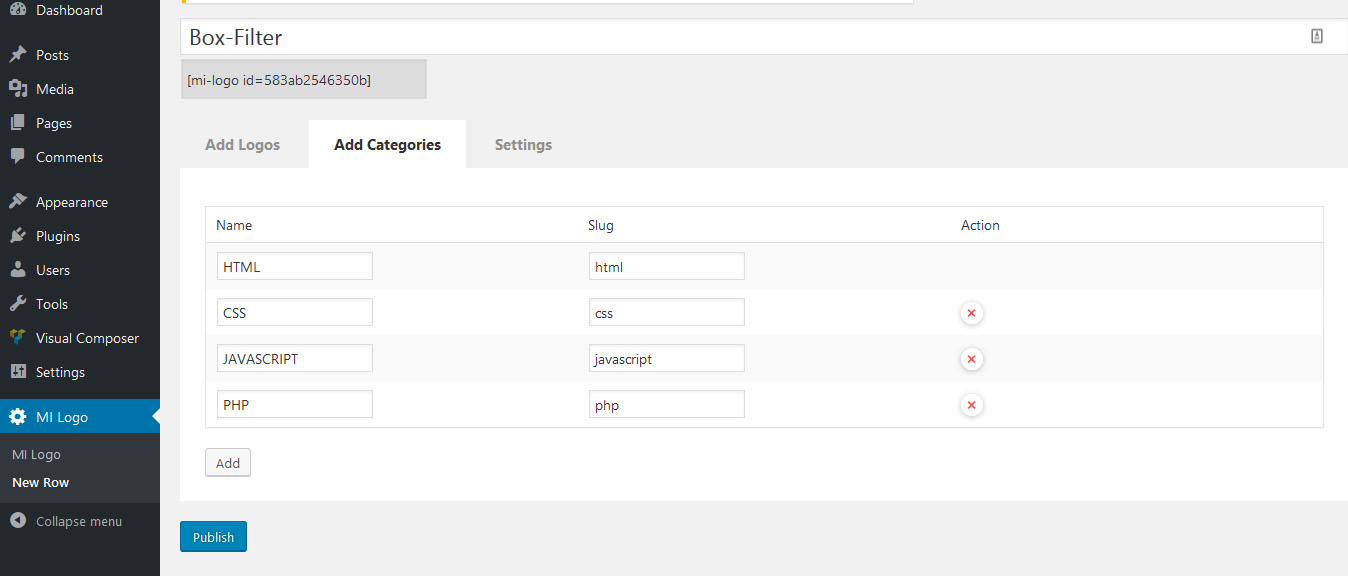 Dashboard
Posts
Media
Pages
Comments
Appearance
Plugins
Users
Tools
Visual Composer
Settings
MI Logo
MI Logo
New Row
Collapse menu
Box-Filter
[mi-logo id=583ab2546350b]
Add Logos Add Categories Settings
Name Slug Action
HTML html
CSS css
JAVASCRIPT javascript
PHP php
Add
Publish